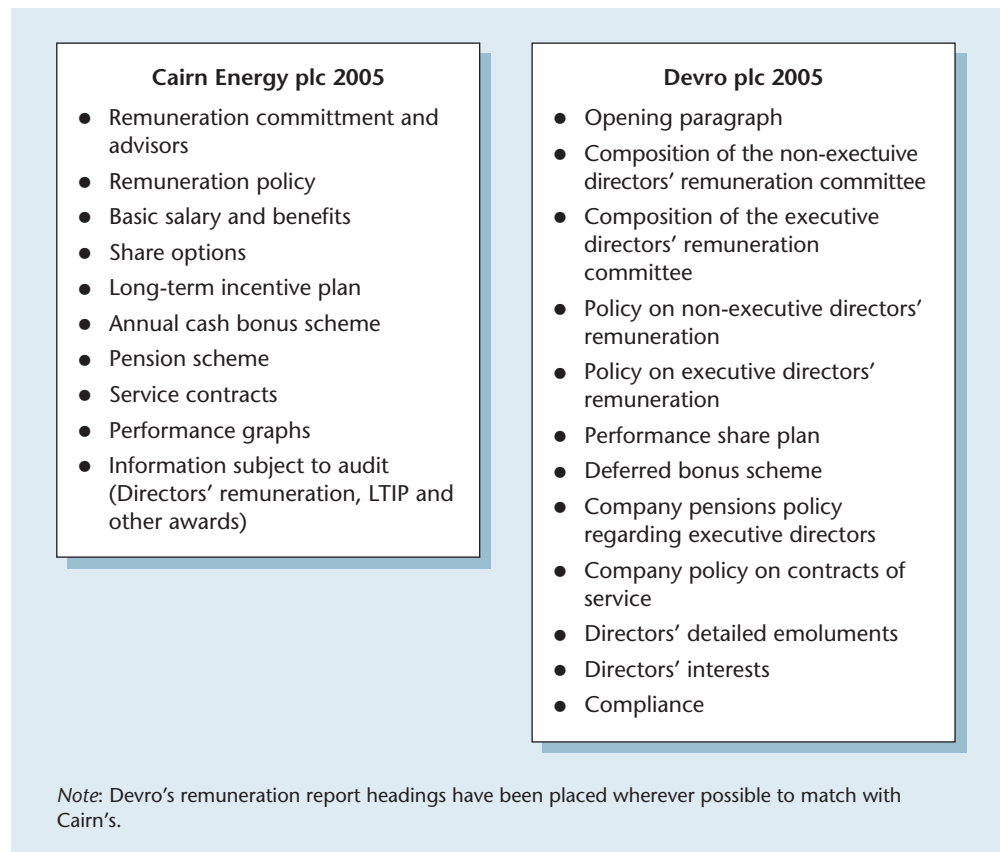 Cairn Energy plc 2005
● Remuneration committment and
advisors
● Remuneration policy
● Basic salary and benefits
● Share options
● Long-term incentive plan
● Annual cash bonus scheme
● Pension scheme
● Service contracts
● Performance graphs
● Information subject to audit
(Directors’ remuneration, LTIP and
other awards)
Devro plc 2005
● Opening paragraph
● Composition of the non-exectuive
directors’ remuneration committee
● Composition of the executive
directors’ remuneration
committee
● Policy on non-executive directors’
remuneration
● Policy on executive directors’
remuneration
● Performance share plan
● Deferred bonus scheme
● Company pensions policy
regarding executive directors
● Company policy on contracts of
service
● Directors’ detailed emoluments
● Directors’ interests
● Compliance
Note: Devro’s remuneration report headings have been placed wherever possible to match with
Cairn’s.